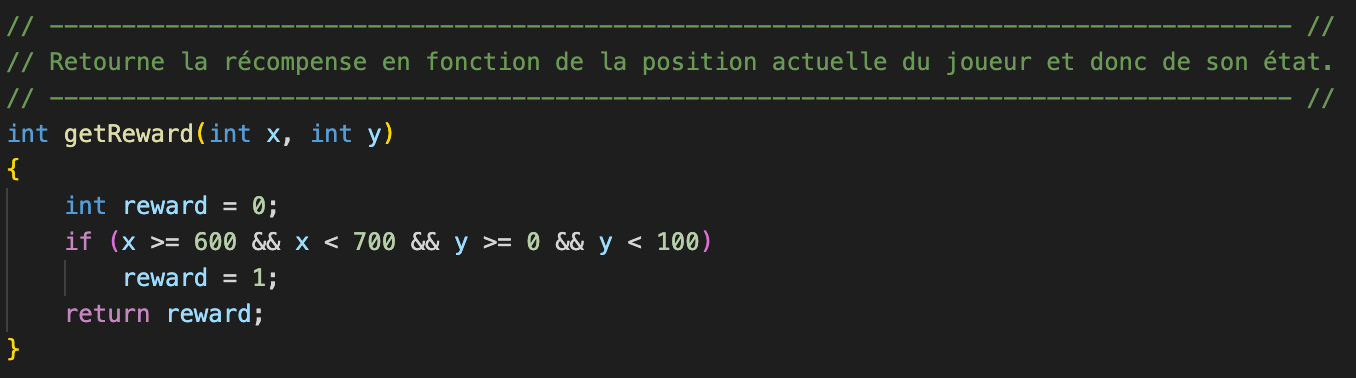 // -------------------------------------------------------------------------------------- //
// Retourne la récompense en fonction de la position actuelle du joueur et donc de son état.
// -------------------------------------------------------------------------------------- //
int getReward(int x, int y)
{
    int reward = 0;
    if (x >= 600 && x < 700 && y >= 0 && y < 100)
        reward = 1;
    return reward;
}